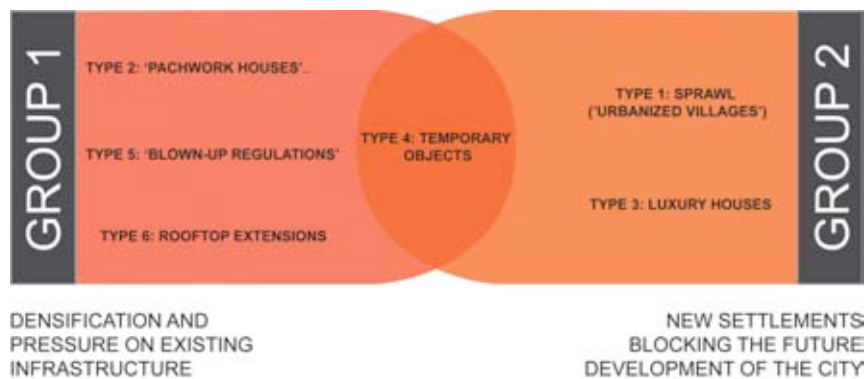 GROUP 1
TYPE 2: 'PACHWORK HOUSES'..
TYPE 5: 'BLOWN-UP REGULATIONS'
TYPE 6: ROOFTOP EXTENSIONS
TYPE 4: TEMPORARY
OBJECTS
TYPE 1: SPRAWL
('URBANIZED VILLAGES')
TYPE 3: LUXURY HOUSES
GROUP 2
DENSIFICATION AND
PRESSURE ON EXISTING
INFRASTRUCTURE
NEW SETTLEMENTS
BLOCKING THE FUTURE
DEVELOPMENT OF THE CITY